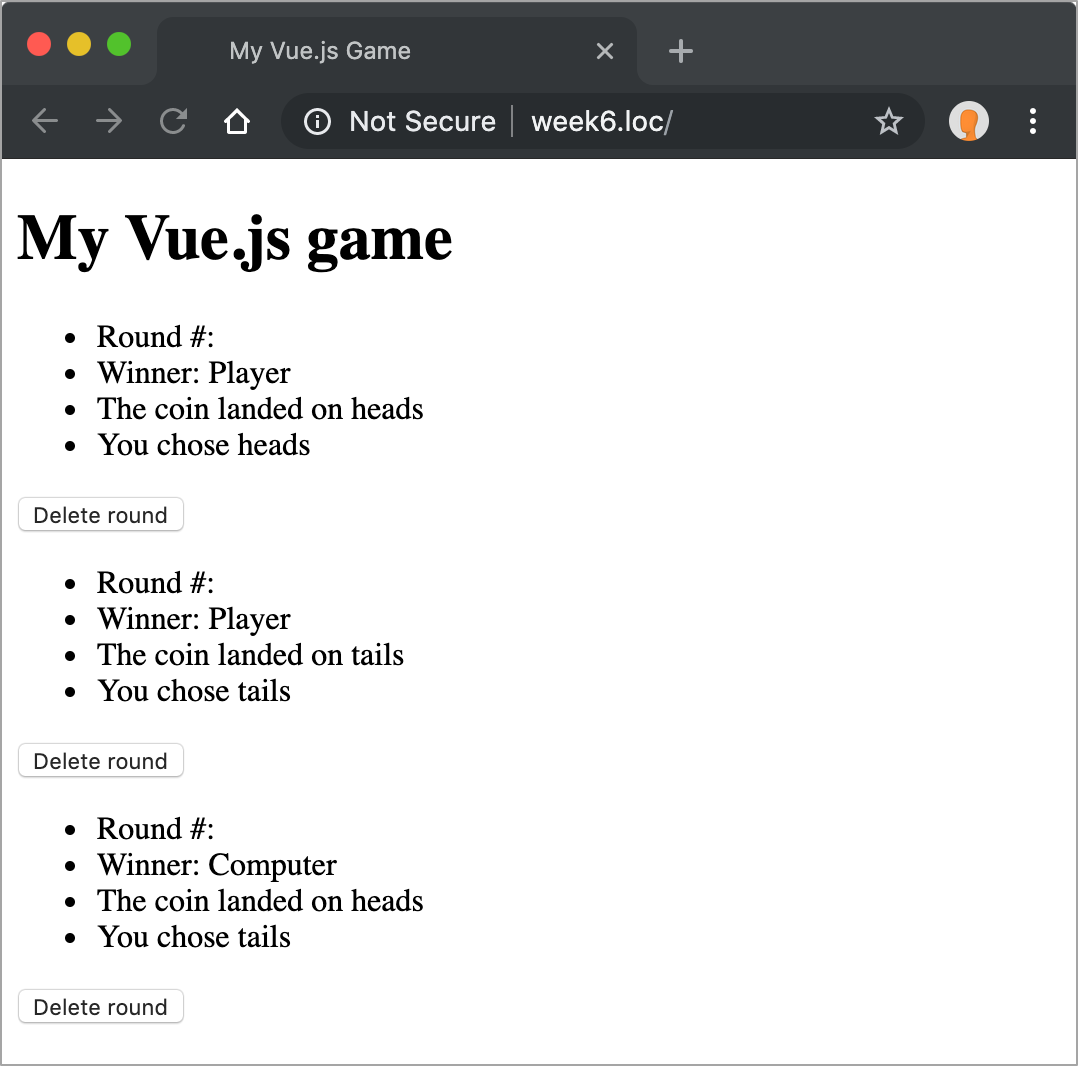 My Vue.js Game
Not Secure week6.loc/
My Vue.js game
Round #:
Winner: Player
The coin landed on heads
You chose heads
Delete round
Round #:
Winner: Player
The coin landed on tails
You chose tails
Delete round
Round #:
Winner: Computer
The coin landed on heads
You chose tails
Delete round